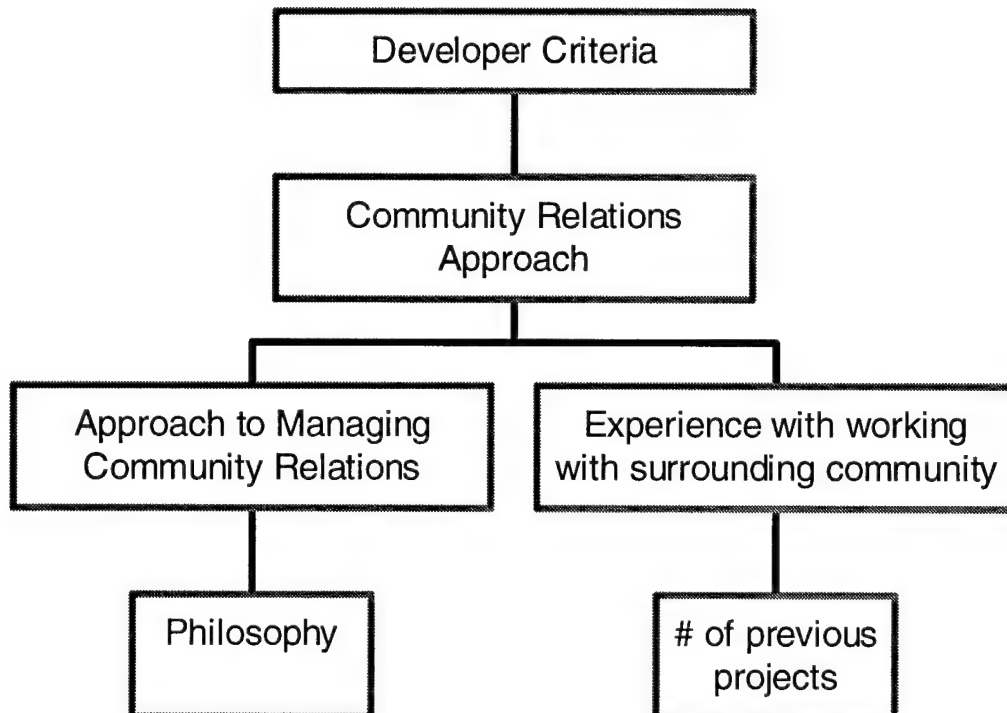 Developer Criteria
Community Relations
Approach
Approach to Managing
Community Relations
Experience with working
with surrounding community
Philosophy
# of previous
projects